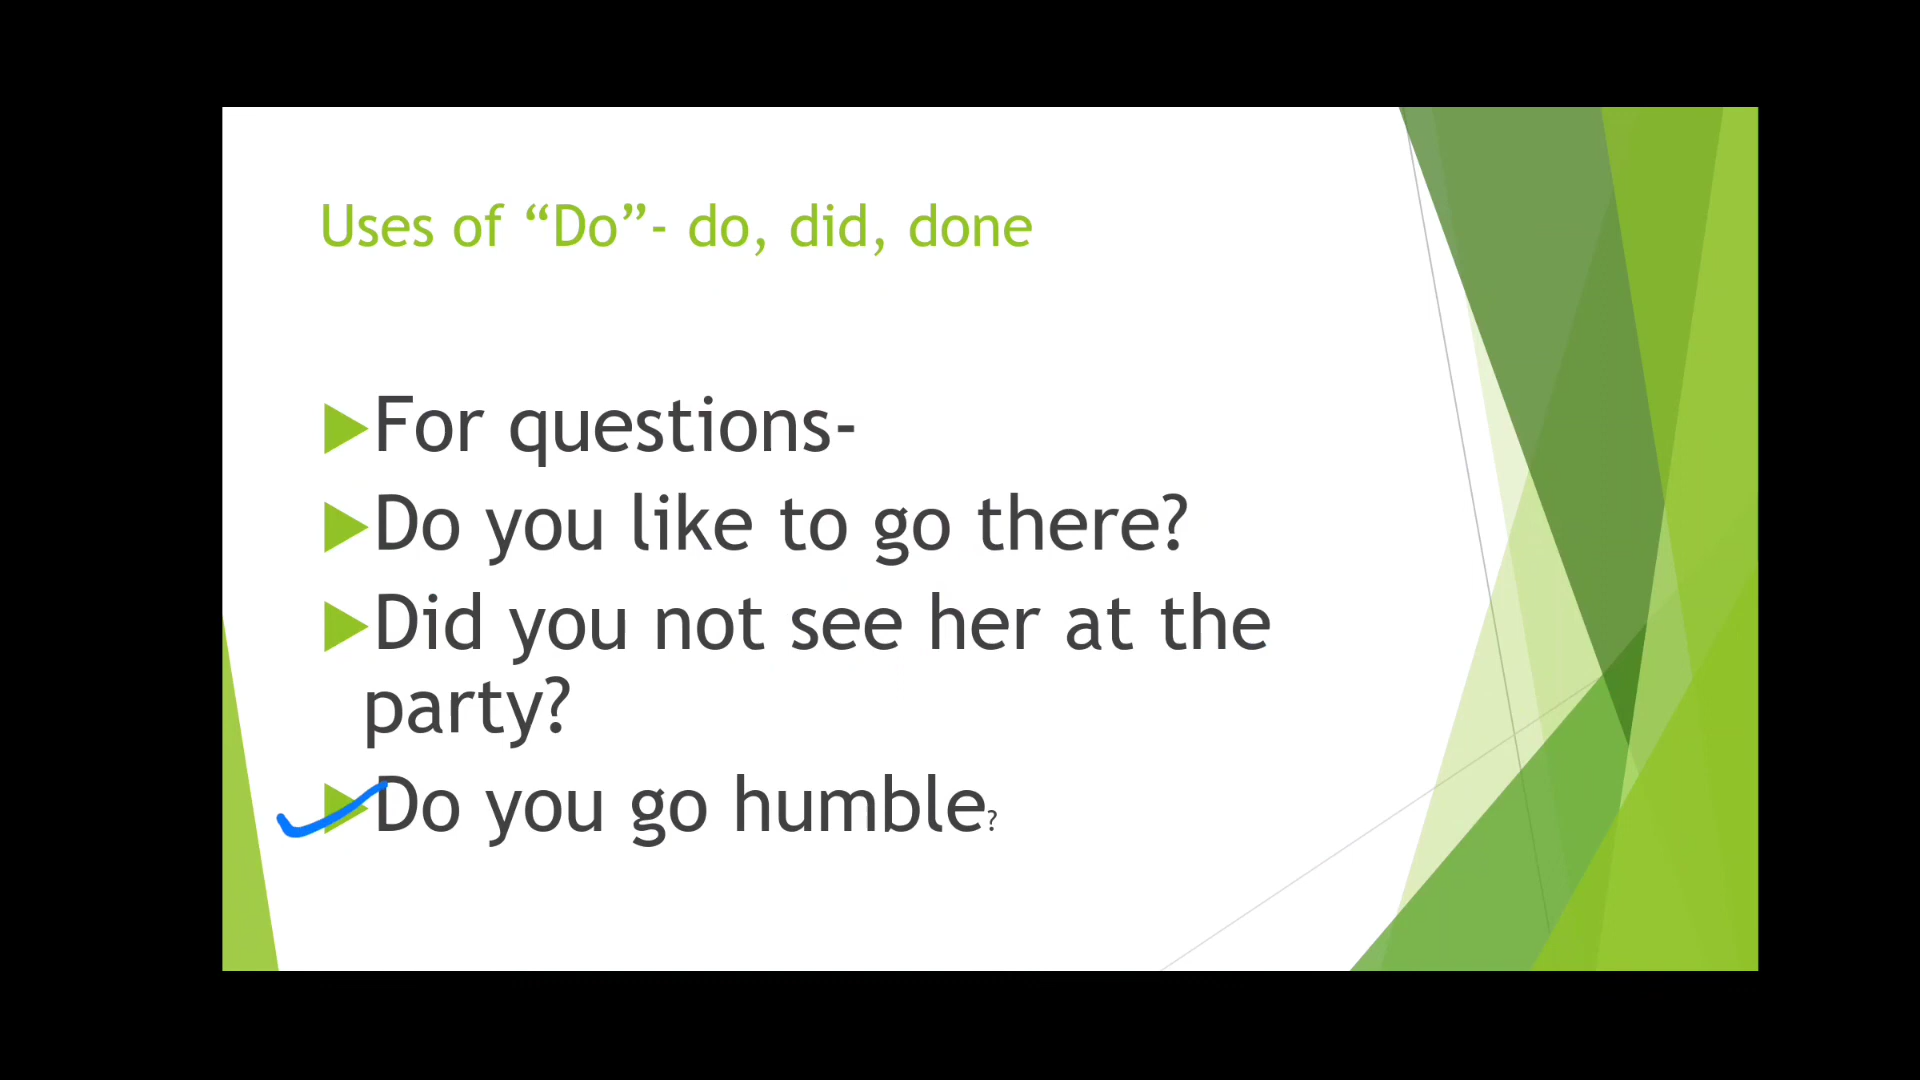 Uses of “Do”- do, did, done
For questions-
Do you like to go there?
Did you not see her at the
party?
Do you go humble?